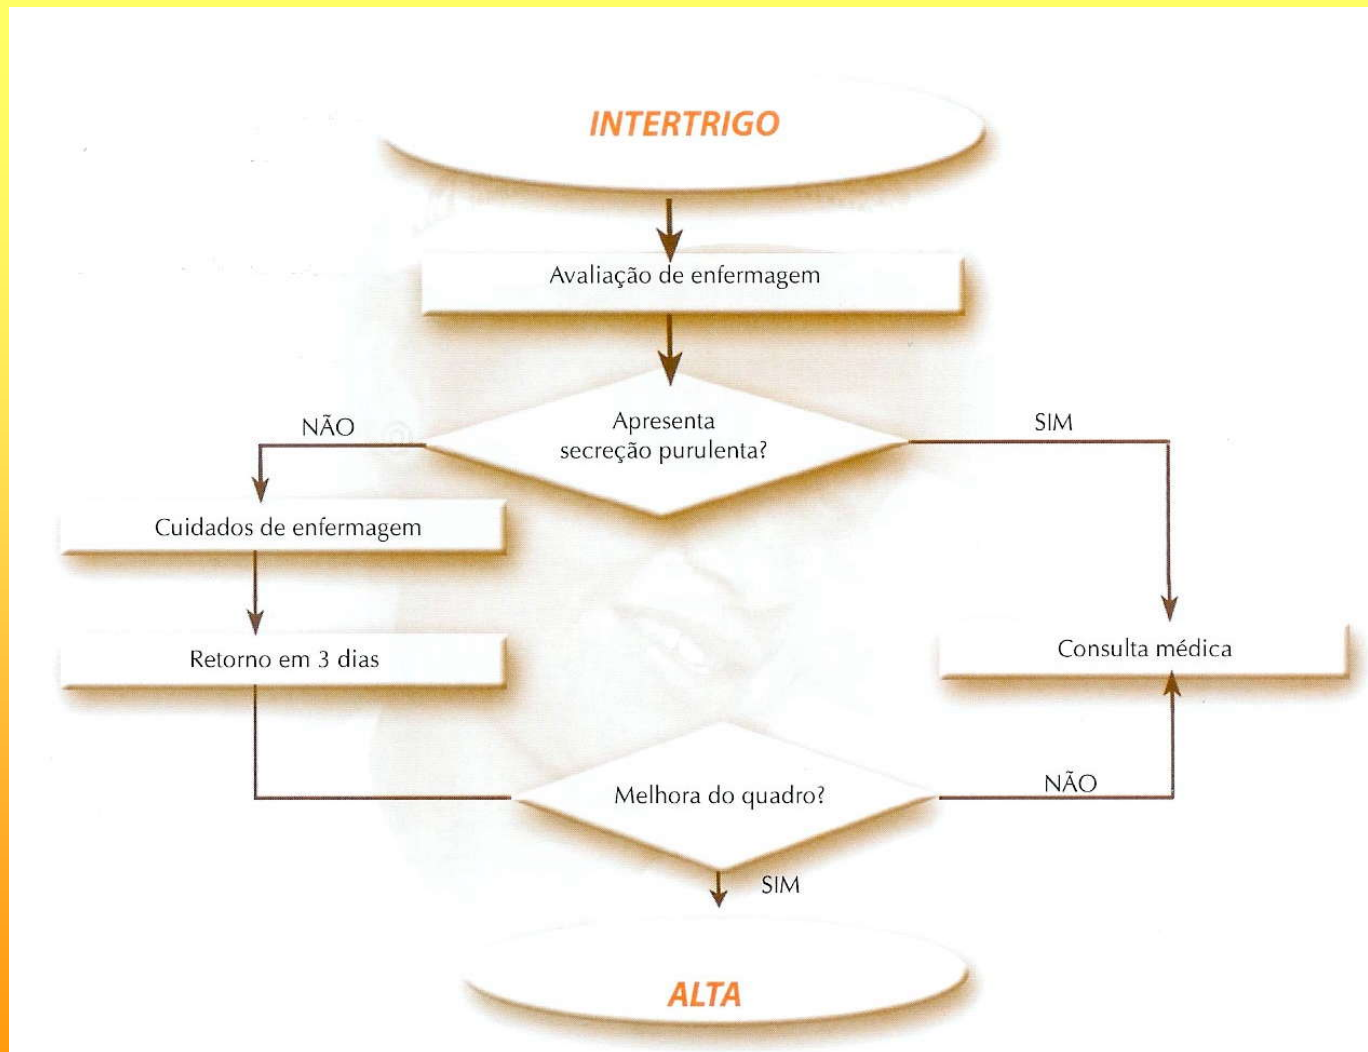 INTERTRIGO
Avaliação de enfermagem
Apresenta
secreção purulenta?
NÃO
SIM
Cuidados de enfermagem
Retorno em 3 dias
Consulta médica
Melhora do quadro?
NÃO
SIM
ALTA